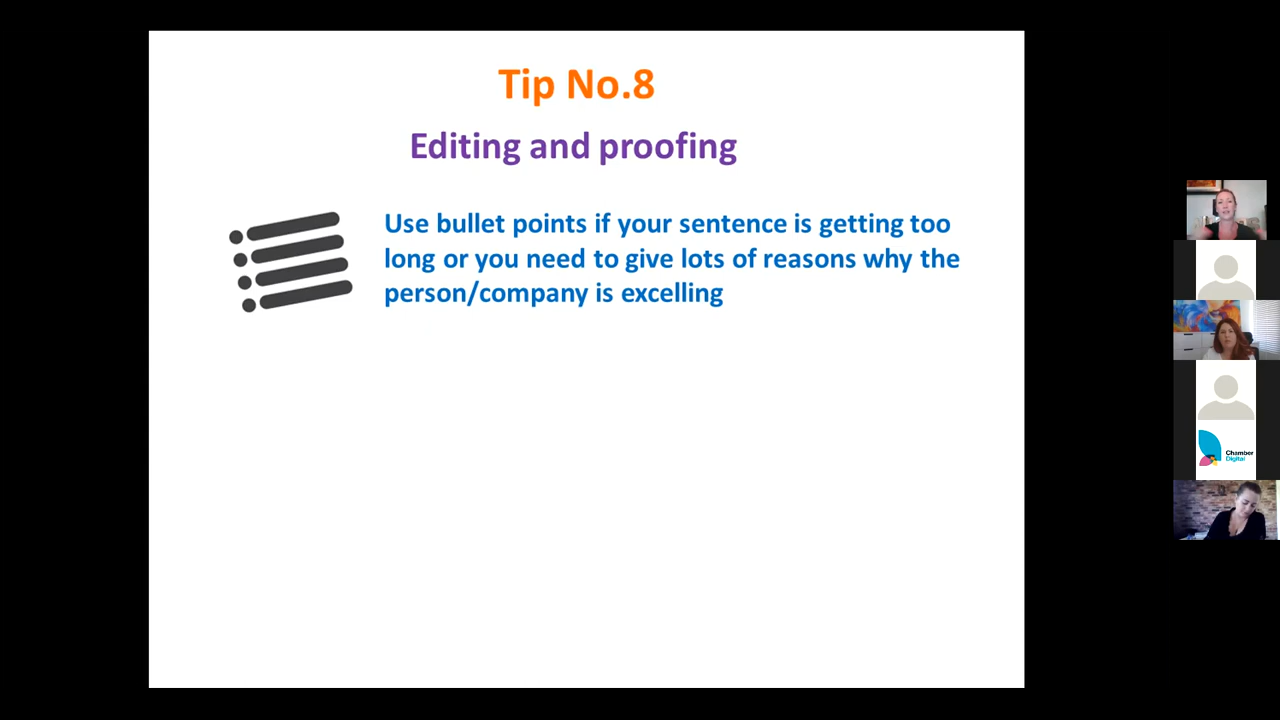 Tip No.8
Editing and proofing
Use bullet points if your sentence is getting too
long or you need to give lots of reasons why the
person/company is excelling
Chamber
Digital